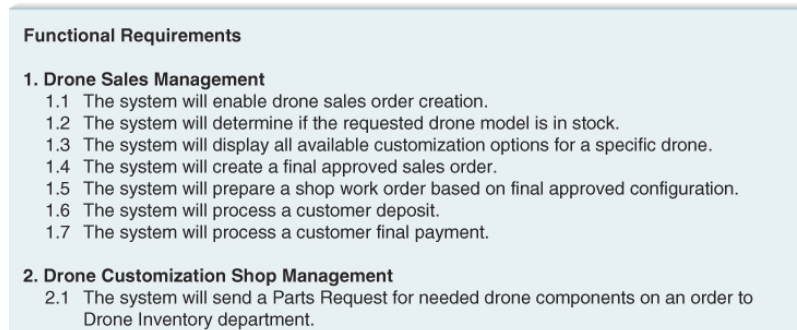 Functional Requirements
1. Drone Sales Management
1.1 The system will enable drone sales order creation.
1.2 The system will determine if the requested drone model is in stock.
1.3 The system will display all available customization options for a specific drone.
1.4 The system will create a final approved sales order.
1.5 The system will prepare a shop work order based on final approved configuration.
1.6 The system will process a customer deposit.
1.7 The system will process a customer final payment.
2. Drone Customization Shop Management
2.1 The system will send a Parts Request for needed drone components on an order to
Drone Inventory department.